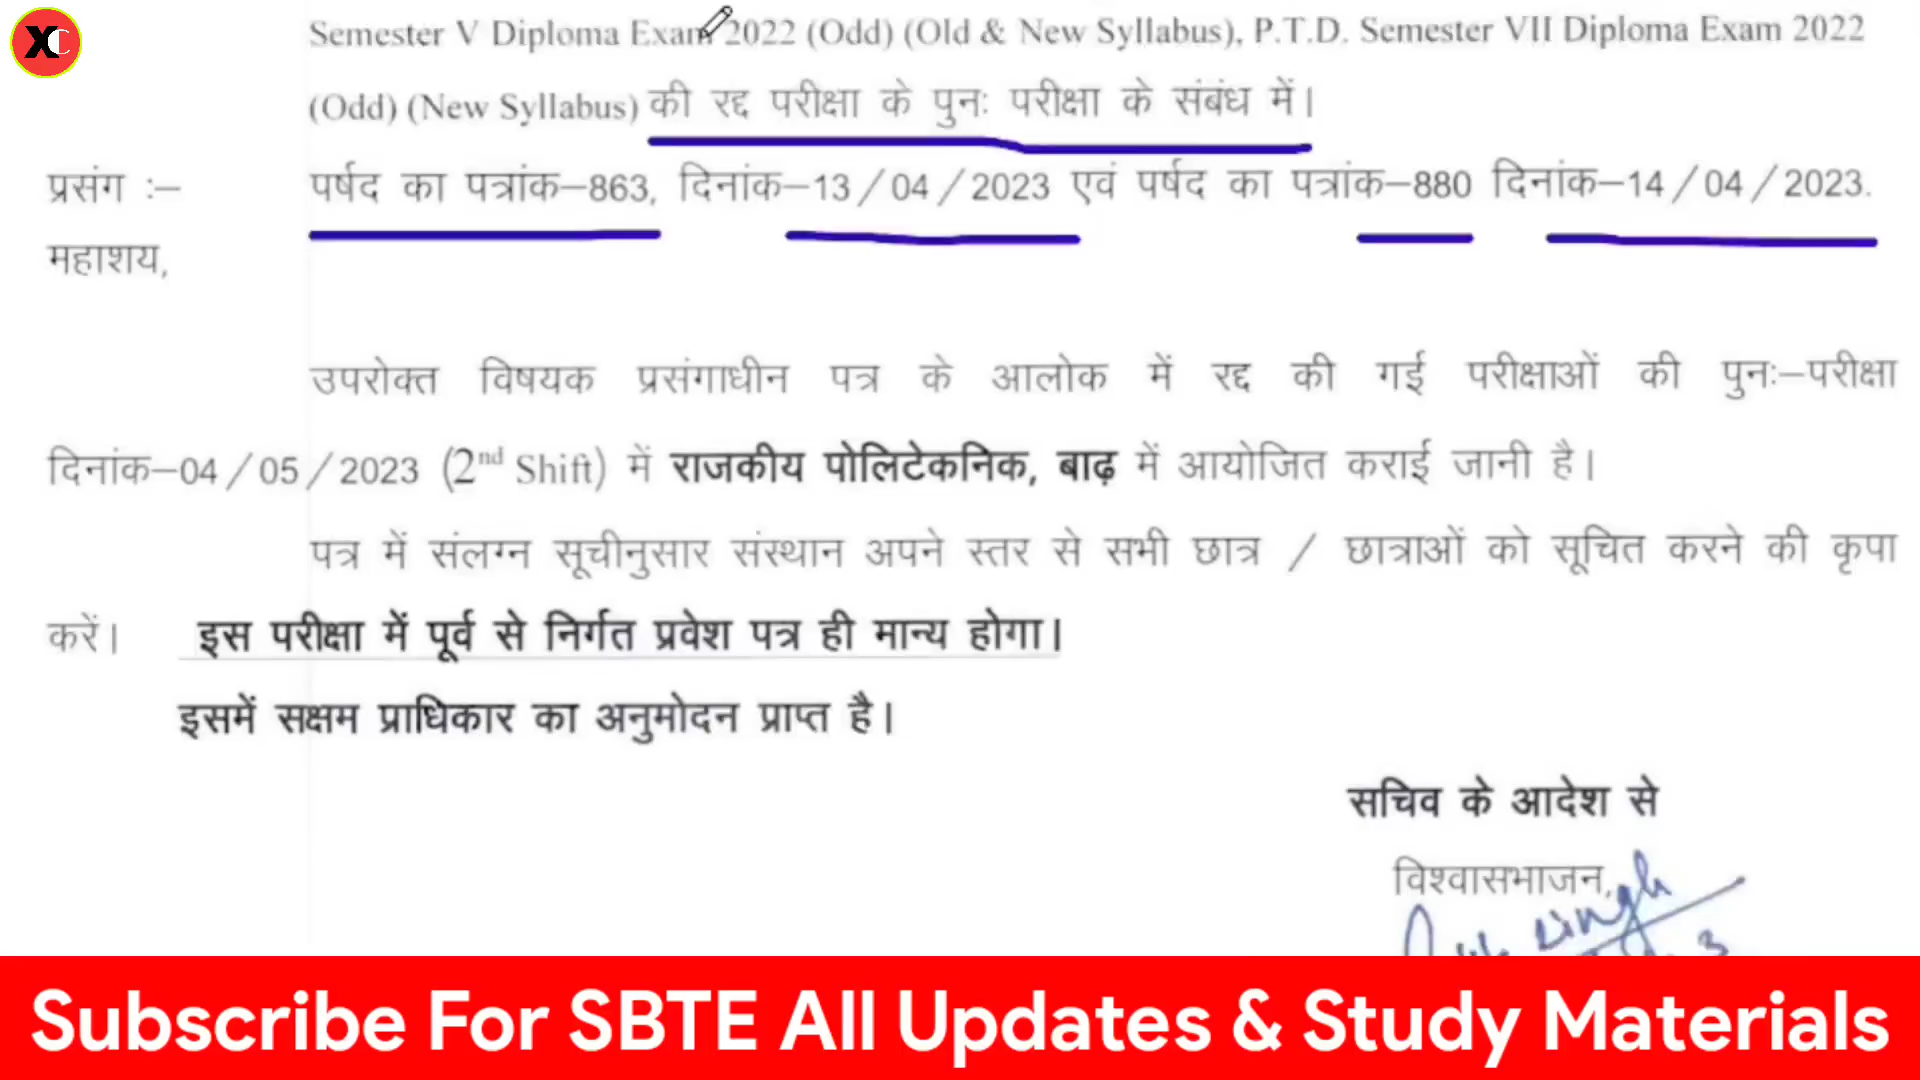 XC
Semester V Diploma Exam 2022 (Odd) (Old & New Syllabus), P.T.D. Semester VII Diploma Exam 2022
(Odd) (New Syllabus) की रद्द परीक्षा के पुनः परीक्षा के संबंध में।
प्रसंग :– पर्षद का पत्रांक–863, दिनांक–13/04/2023 एवं पर्षद का पत्रांक–880 दिनांक–14/04/2023.
महाशय,
उपरोक्त विषयक प्रसंगाधीन पत्र के आलोक में रद्द की गई परीक्षाओं की पुनः–परीक्षा
दिनांक–04/05/2023 (2nd Shift) में राजकीय पोलिटेकनिक, बाढ़ में आयोजित कराई जानी है।
पत्र में संलग्न सूचीनुसार संस्थान अपने स्तर से सभी छात्र / छात्राओं को सूचित करने की कृपा
करें। इस परीक्षा में पूर्व से निर्गत प्रवेश पत्र ही मान्य होगा।
इसमें सक्षम प्राधिकार का अनुमोदन प्राप्त है।
सचिव के आदेश से
विश्वासभाजन,
Singh
Subscribe For SBTE All Updates & Study Materials